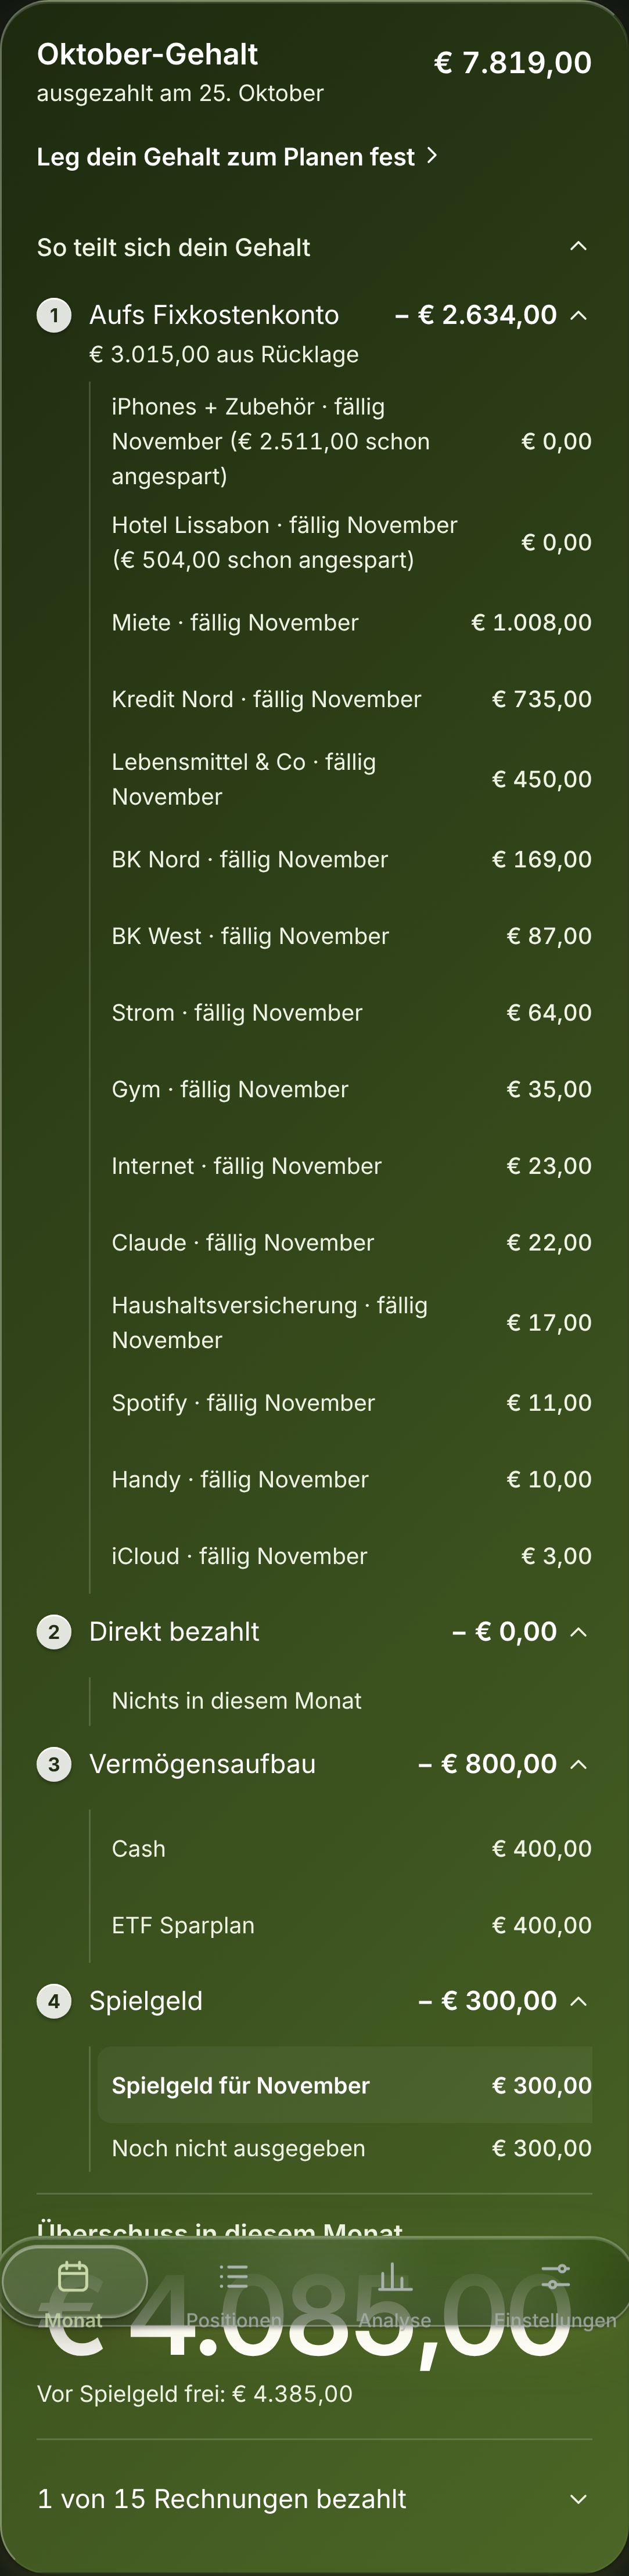 Oktober-Gehalt
€ 7.819,00
ausgezahlt am 25. Oktober
Leg dein Gehalt zum Planen fest
So teilt sich dein Gehalt
1 Aufs Fixkostenkonto – € 2.634,00
€ 3.015,00 aus Rücklage
iPhones + Zubehör · fällig
November (€ 2.511,00 schon € 0,00
angespart)
Hotel Lissabon · fällig November
€ 0,00
(€ 504,00 schon angespart)
Miete · fällig November € 1.008,00
Kredit Nord · fällig November € 735,00
Lebensmittel & Co · fällig
€ 450,00
November
BK Nord · fällig November € 169,00
BK West · fällig November € 87,00
Strom · fällig November € 64,00
Gym · fällig November € 35,00
Internet · fällig November € 23,00
Claude · fällig November € 22,00
Haushaltsversicherung · fällig
€ 17,00
November
Spotify · fällig November € 11,00
Handy · fällig November € 10,00
iCloud · fällig November € 3,00
2 Direkt bezahlt – € 0,00
Nichts in diesem Monat
3 Vermögensaufbau – € 800,00
Cash € 400,00
ETF Sparplan € 400,00
4 Spielgeld – € 300,00
Spielgeld für November € 300,00
Noch nicht ausgegeben € 300,00
Überschuss in diesem Monat
€ 4.085,00
Monat Positionen Analyse Einstellungen
Vor Spielgeld frei: € 4.385,00
1 von 15 Rechnungen bezahlt